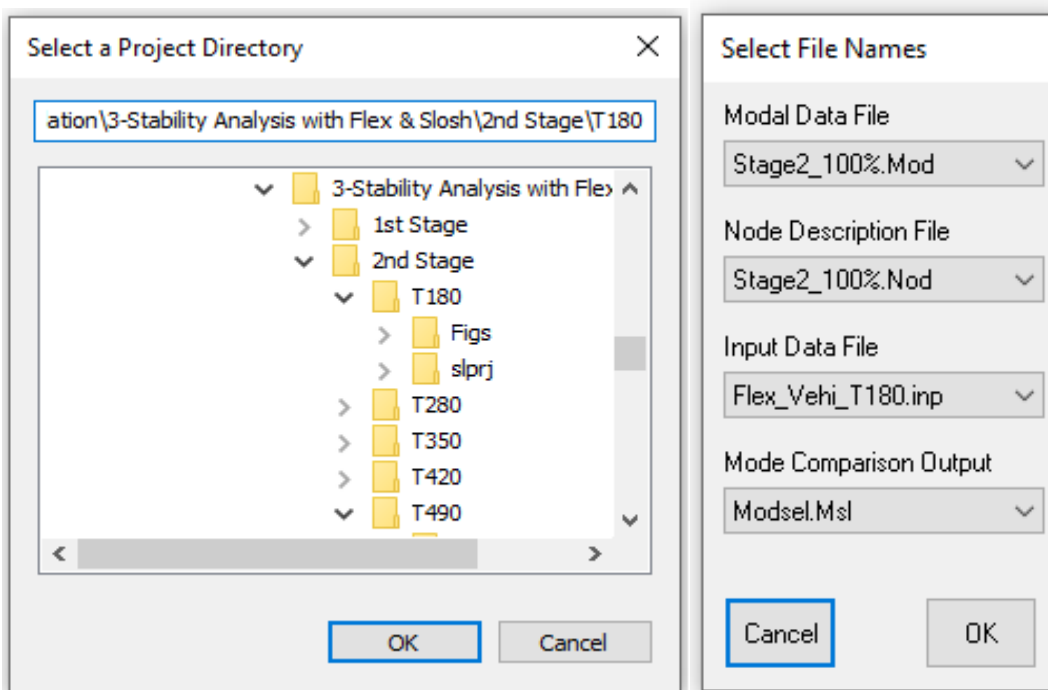 Select a Project Directory
ation\3-Stability Analysis with Flex & Slosh\2nd Stage\T180
3-Stability Analysis with Flex
1st Stage
2nd Stage
T180
Figs
slprj
T280
T350
T420
T490
OK
Cancel
Select File Names
Modal Data File
Stage2_100%.Mod
Node Description File
Stage2_100%.Nod
Input Data File
Flex_Vehi_T180.inp
Mode Comparison Output
Modsel.Msl
Cancel
OK